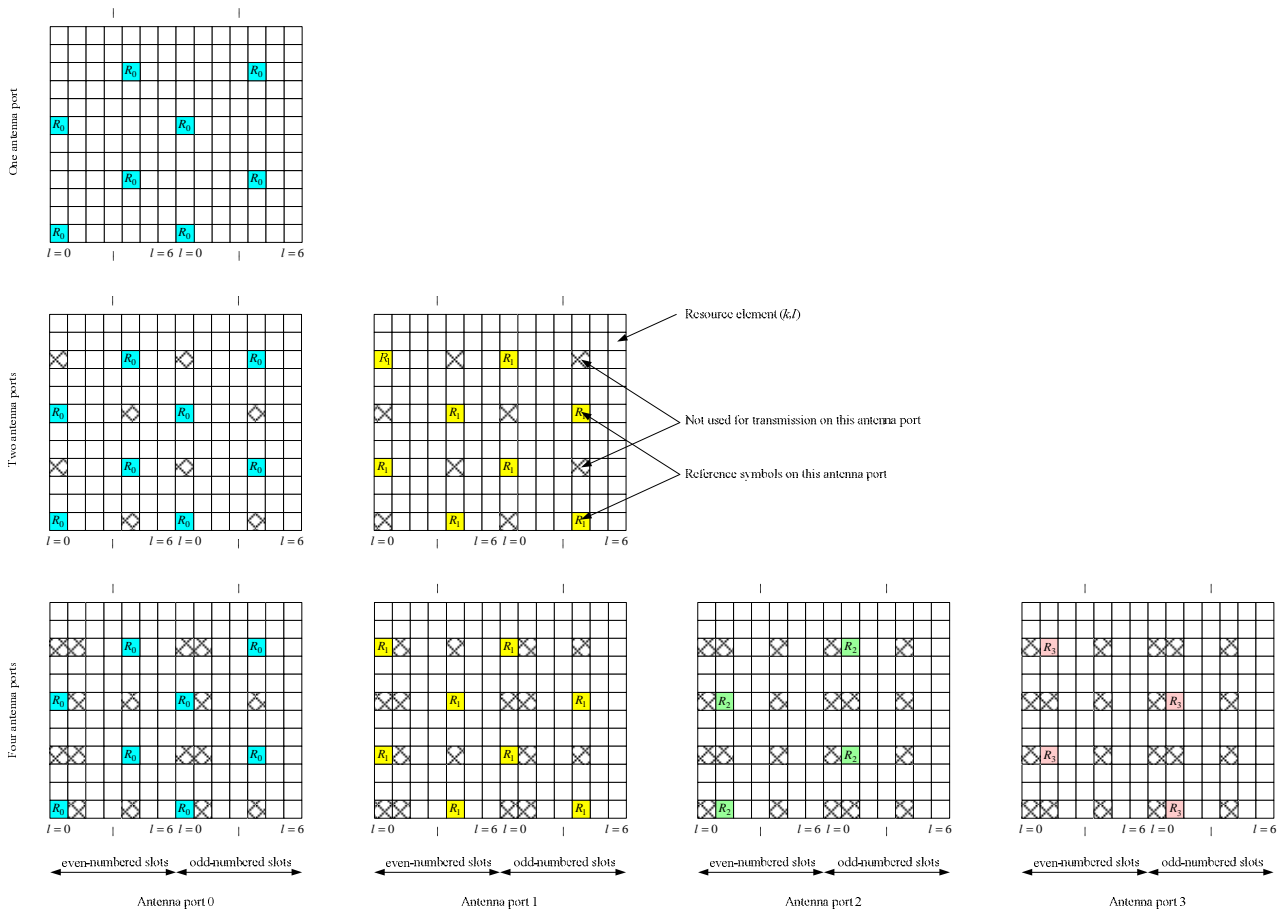 One antenna port
R₀ R₀
R₀ R₀
R₀ R₀
R₀ R₀
l = 0 l = 6 l = 0 l = 6
Two antenna ports
R₀ R₀ R₁ R₁
R₀ R₀ R₁ R₁
R₀ R₀ R₁ R₁
R₀ R₀ R₁ R₁
l = 0 l = 6 l = 0 l = 6 l = 0 l = 6 l = 0 l = 6
Resource element (k,l)
Not used for transmission on this antenna port
Reference symbols on this antenna port
Four antenna ports
R₀ R₀ R₁ R₁ R₂ R₃
R₀ R₀ R₁ R₁ R₂ R₃
R₀ R₀ R₁ R₁ R₂ R₃
R₀ R₀ R₁ R₁ R₂ R₃
l = 0 l = 6 l = 0 l = 6 l = 0 l = 6 l = 0 l = 6 l = 0 l = 6 l = 0 l = 6 l = 0 l = 6 l = 0 l = 6
even-numbered slots odd-numbered slots even-numbered slots odd-numbered slots even-numbered slots odd-numbered slots even-numbered slots odd-numbered slots
Antenna port 0 Antenna port 1 Antenna port 2 Antenna port 3